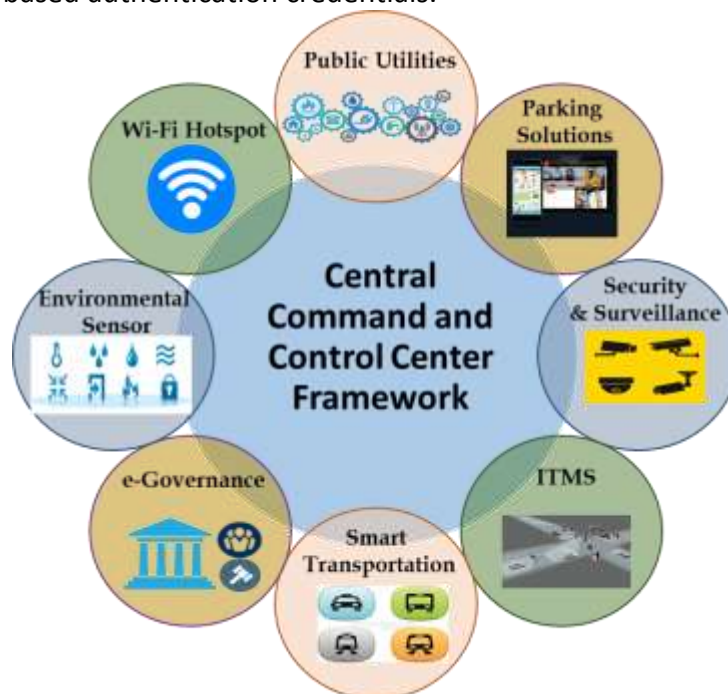 based authentication credentials.
Public Utilities
Parking
Solutions
Security
& Surveillance
ITMS
Smart
Transportation
e-Governance
Environmental
Sensor
Wi-Fi Hotspot
Central
Command and
Control Center
Framework